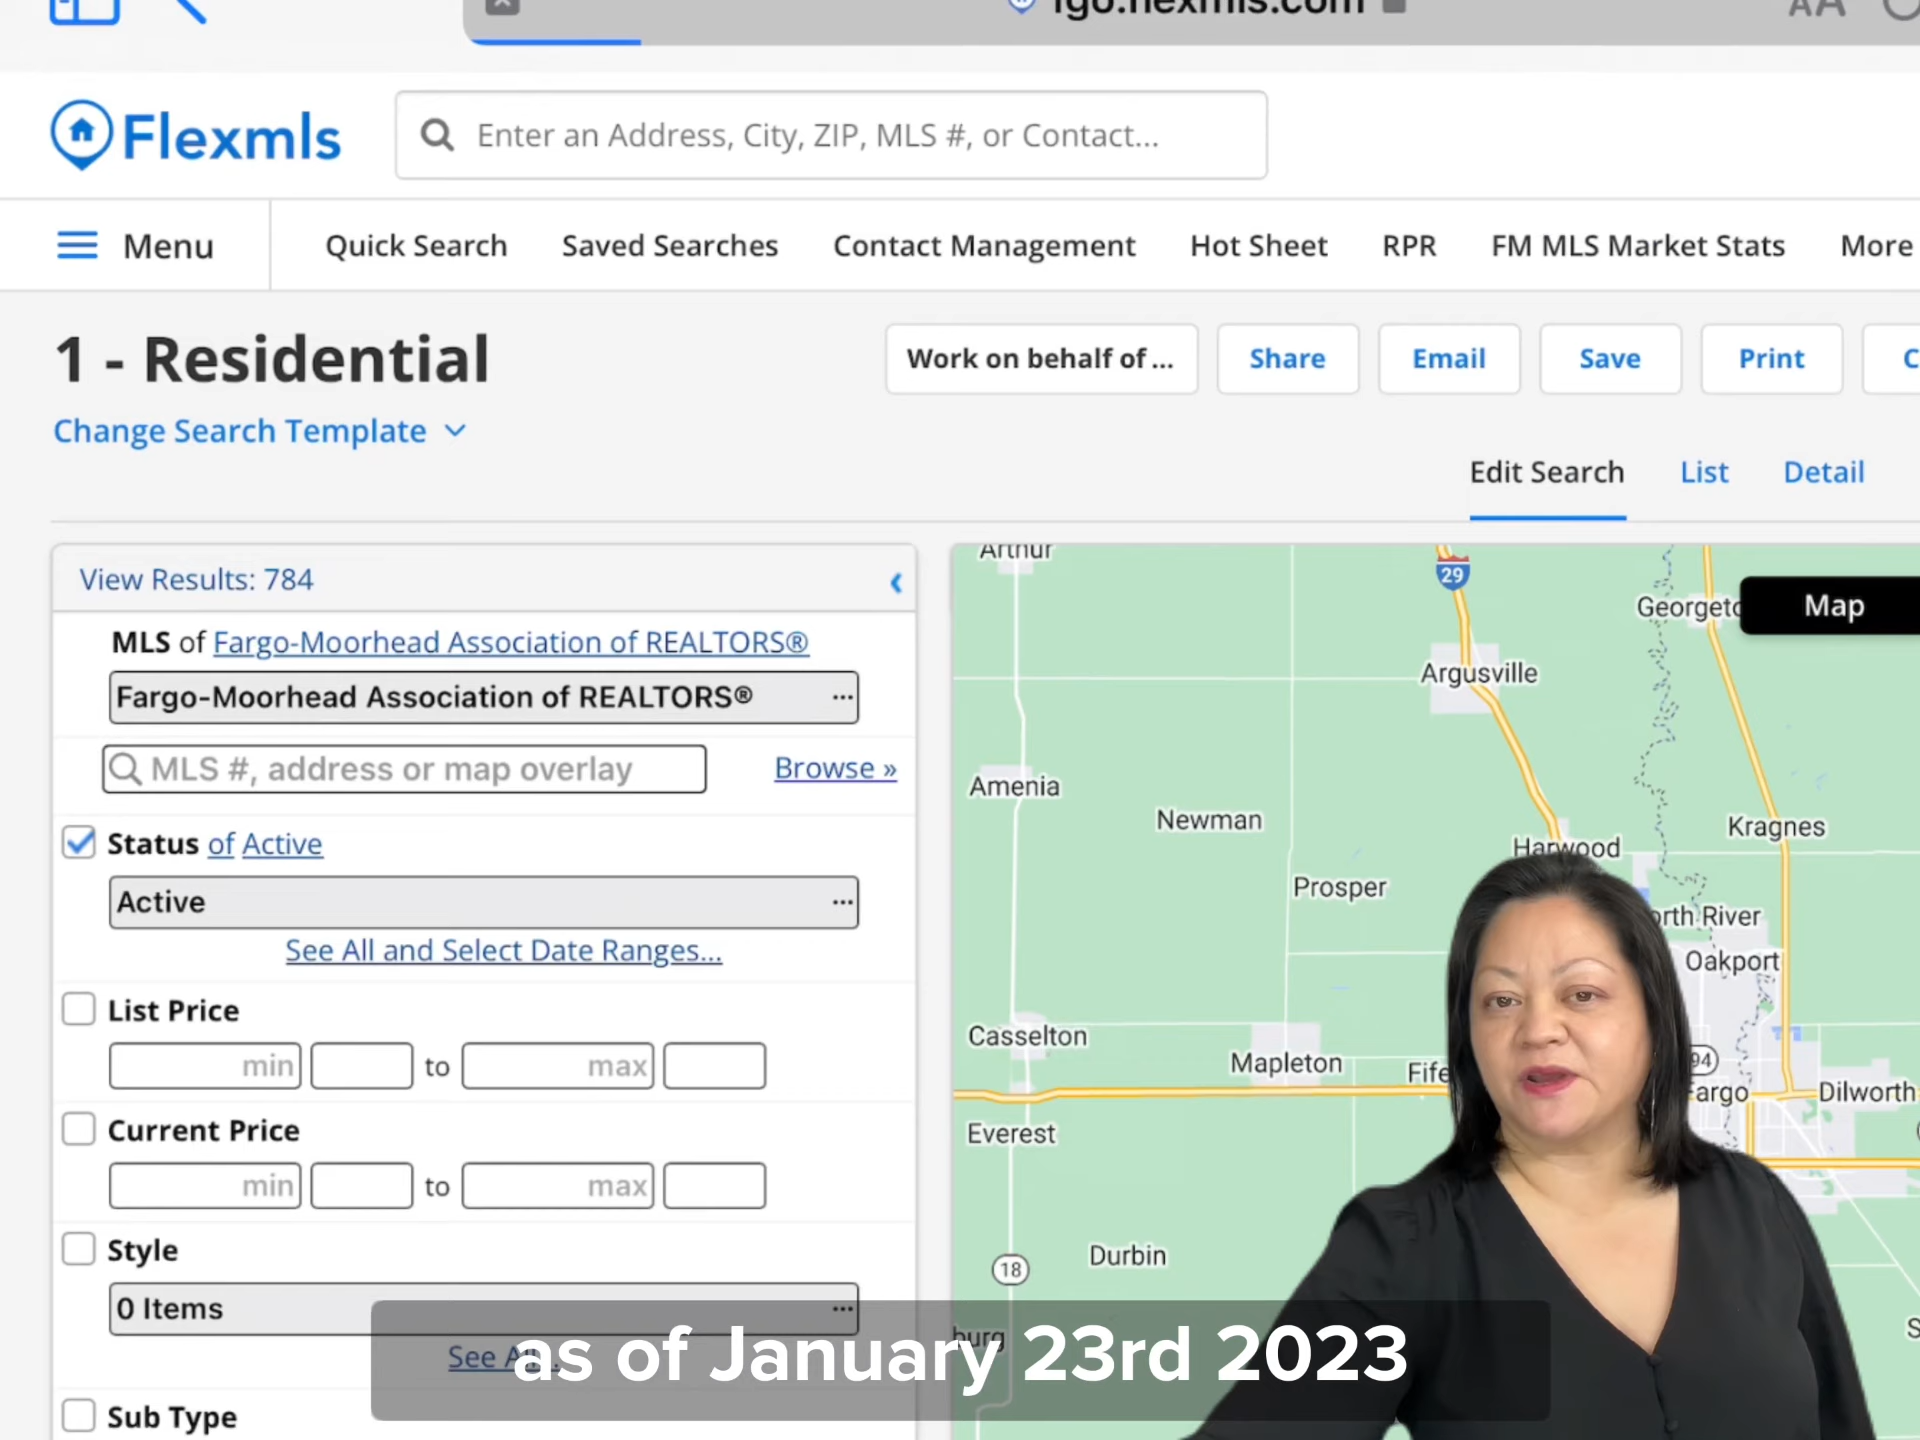 Flexmls
Enter an Address, City, ZIP, MLS #, or Contact...
Menu
Quick Search
Saved Searches
Contact Management
Hot Sheet
RPR
FM MLS Market Stats
More
1 - Residential
Work on behalf of ...
Share
Email
Save
Print
Change Search Template
Edit Search
List
Detail
View Results: 784
MLS of Fargo-Moorhead Association of REALTORS®
Fargo-Moorhead Association of REALTORS® ...
MLS #, address or map overlay
Browse »
Status of Active
Active ...
See All and Select Date Ranges...
List Price
min to max
Current Price
min to max
Style
0 Items ...
See All...
Sub Type
Arthur
29
Map
Argusville
Amenia
Newman
Kragnes
Harwood
Prosper
River
Oakport
Casselton
Mapleton
94
Dilworth
Everest
Durbin
18
as of January 23rd 2023